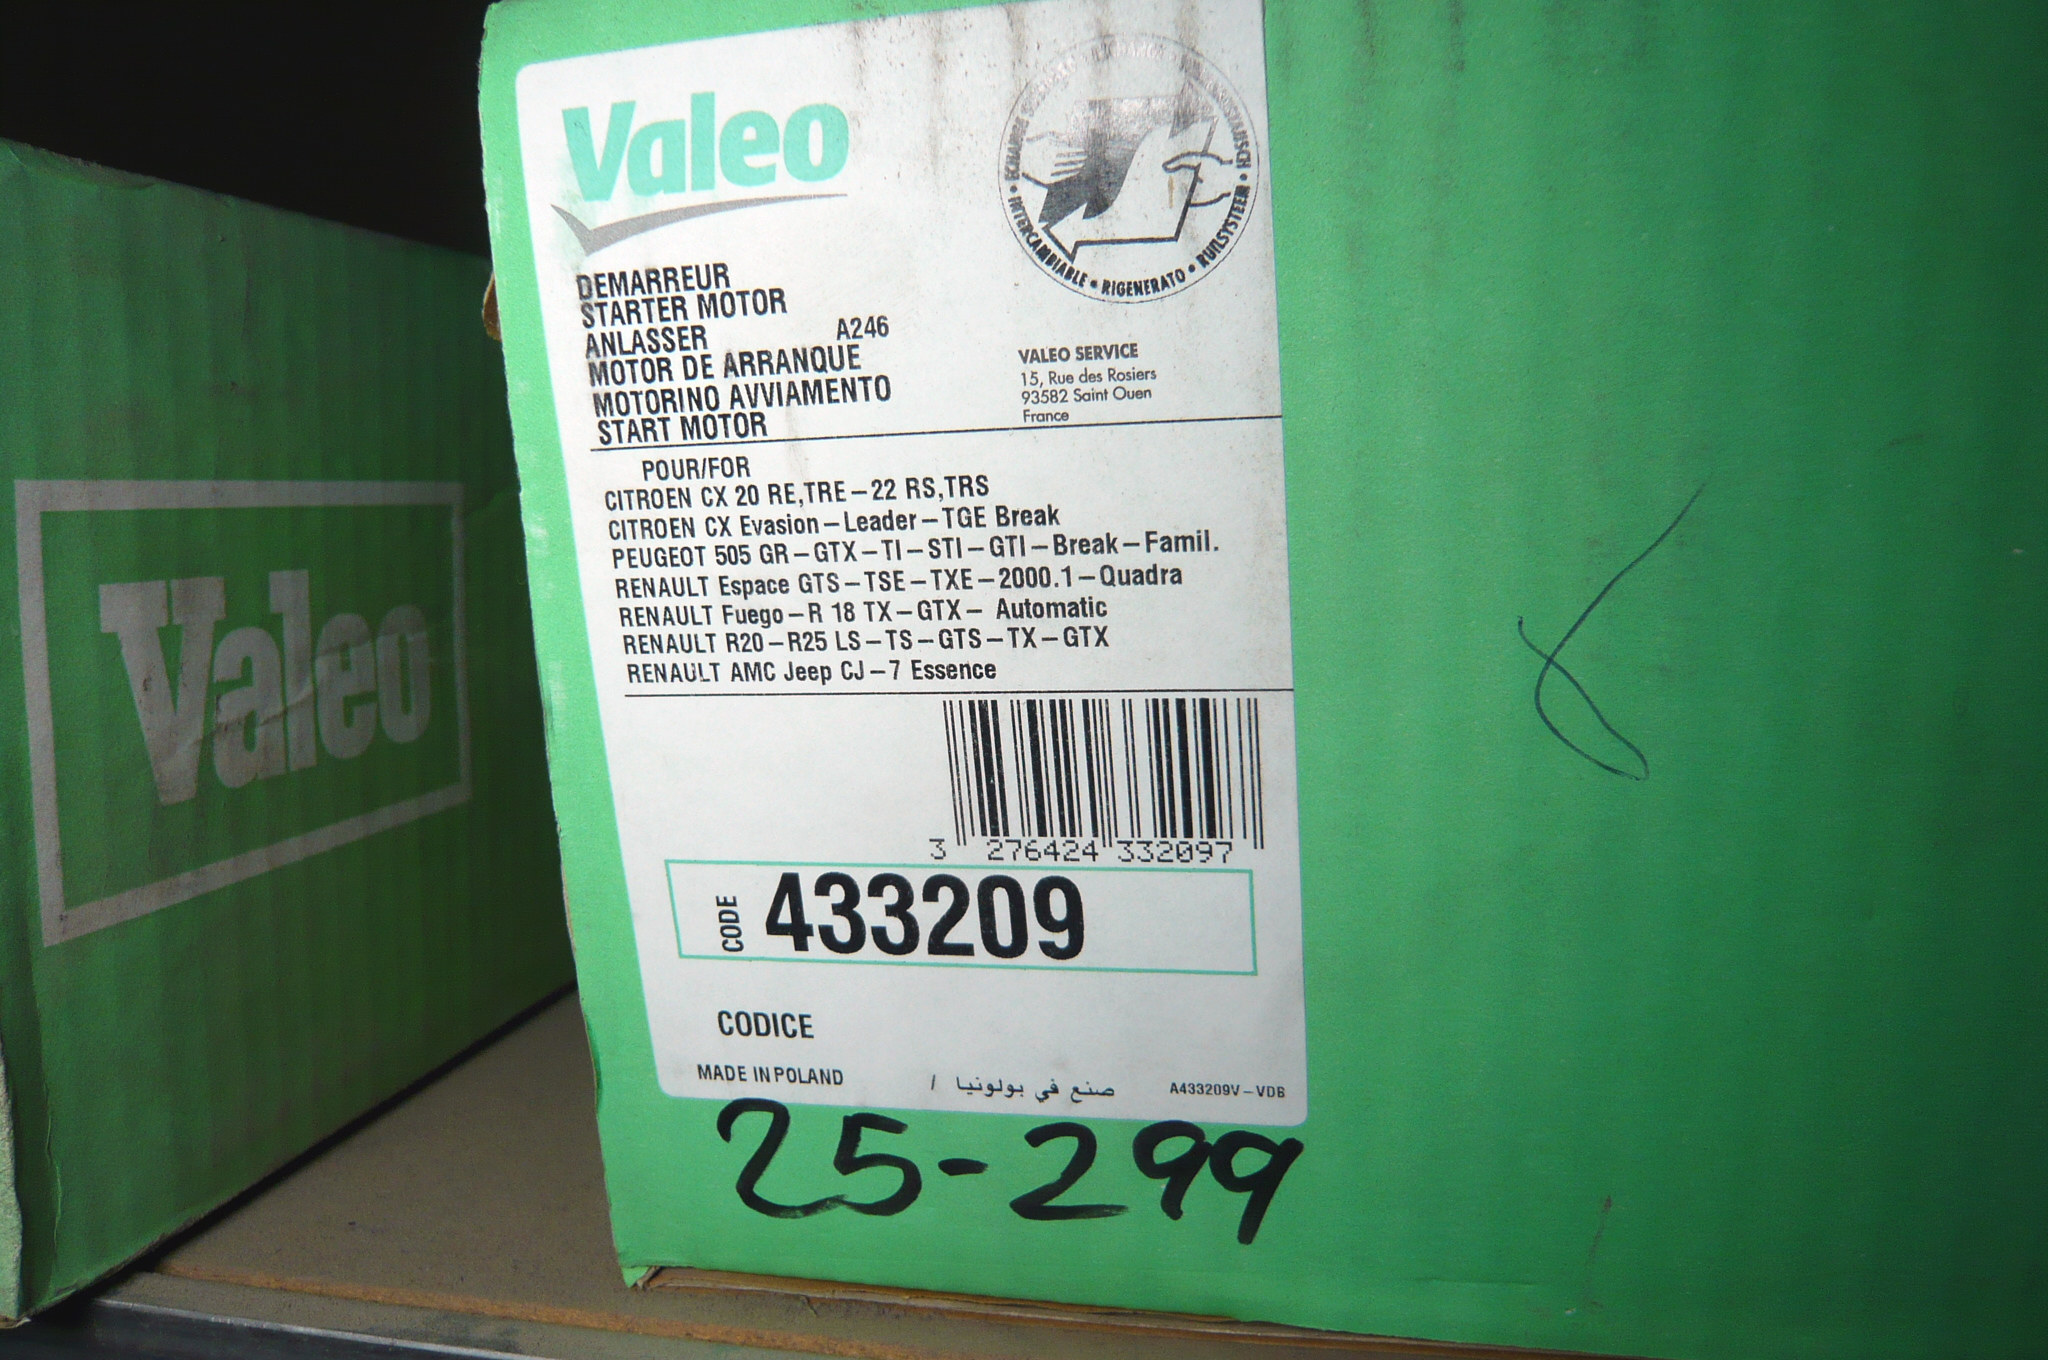 Valeo
Valeo
ECHANGE • INTERCAMBIABLE • RIGENERATO • RUILSYSTEEM •
DEMARREUR
STARTER MOTOR
ANLASSER A246
MOTOR DE ARRANQUE
MOTORINO AVVIAMENTO
START MOTOR
VALEO SERVICE
15, Rue des Rosiers
93582 Saint Ouen
France
POUR/FOR
CITROEN CX 20 RE,TRE–22 RS,TRS
CITROEN CX Evasion–Leader–TGE Break
PEUGEOT 505 GR–GTX–TI–STI–GTI–Break–Famil.
RENAULT Espace GTS–TSE–TXE–2000.1–Quadra
RENAULT Fuego–R 18 TX–GTX– Automatic
RENAULT R20–R25 LS–TS–GTS–TX–GTX
RENAULT AMC Jeep CJ–7 Essence
3 276424 332097
CODE 433209
CODICE
MADE IN POLAND / صنع في بولونيا A433209V–VDB
25-299